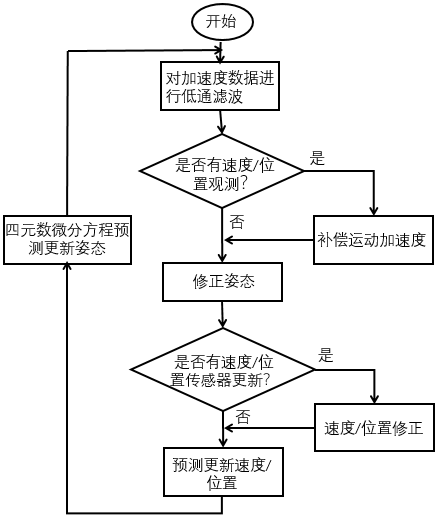 开始
对加速度数据进
行低通滤波
是否有速度/位
置观测?
是
否
四元数微分方程预
测更新姿态
补偿运动加速度
修正姿态
是否有速度/位
置传感器更新?
是
否
速度/位置修正
预测更新速度/
位置